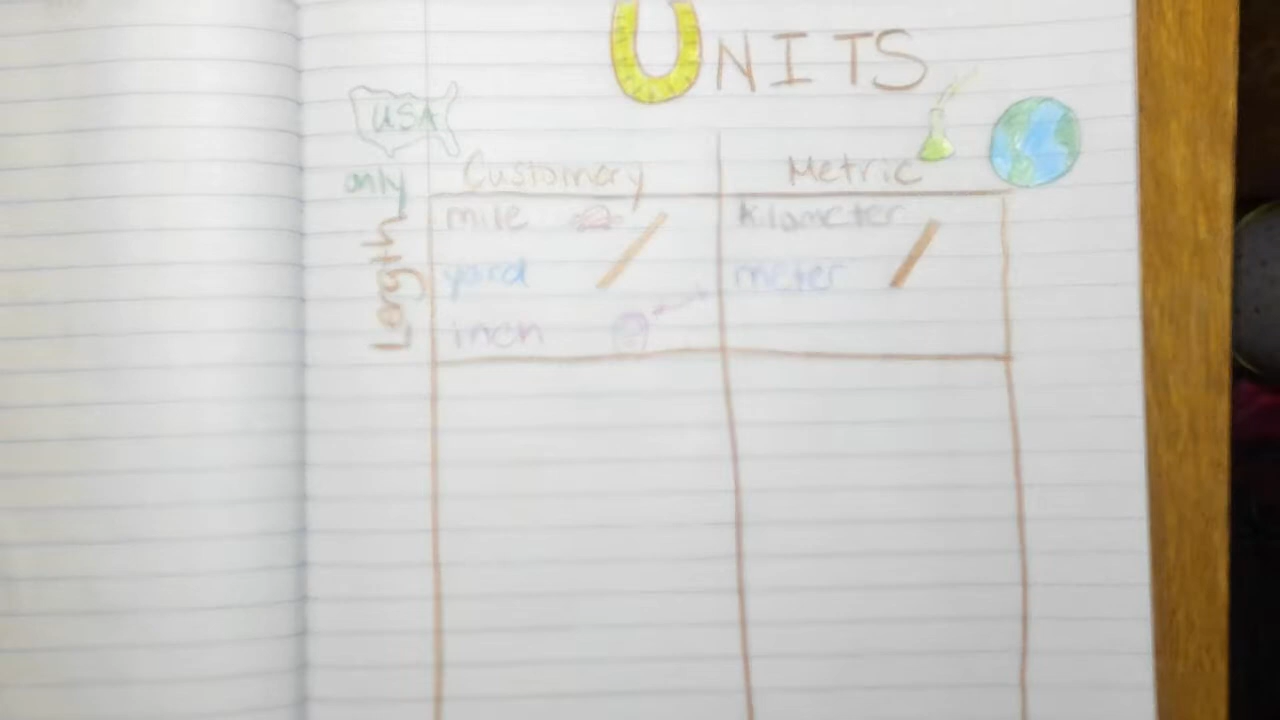 UNITS
USA
only
Customary
Metric
Length
mile
kilometer
yard
meter
inch